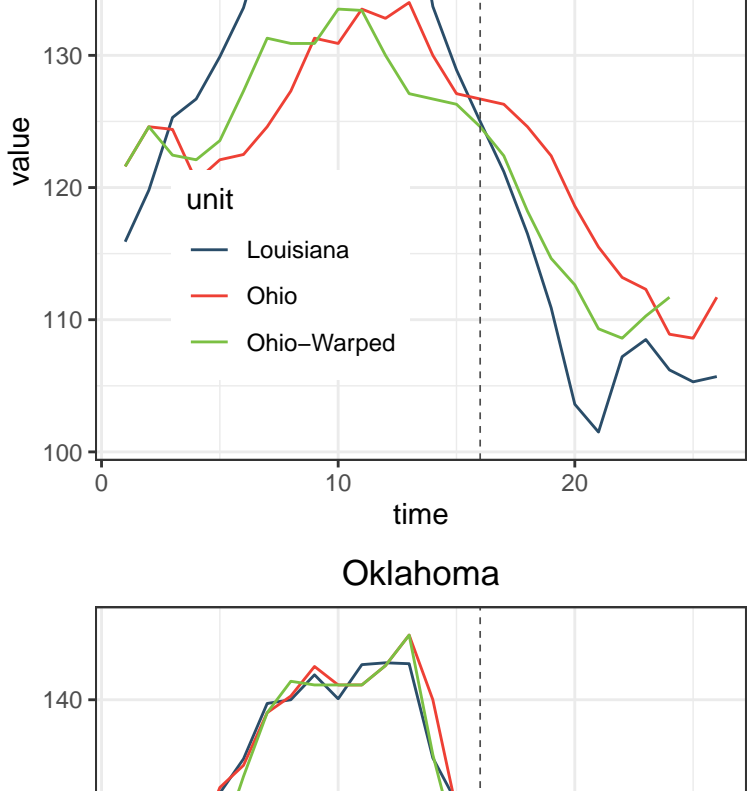 130
value
120
unit
Louisiana
Ohio
110
Ohio−Warped
100
0 10 20
time
Oklahoma
140